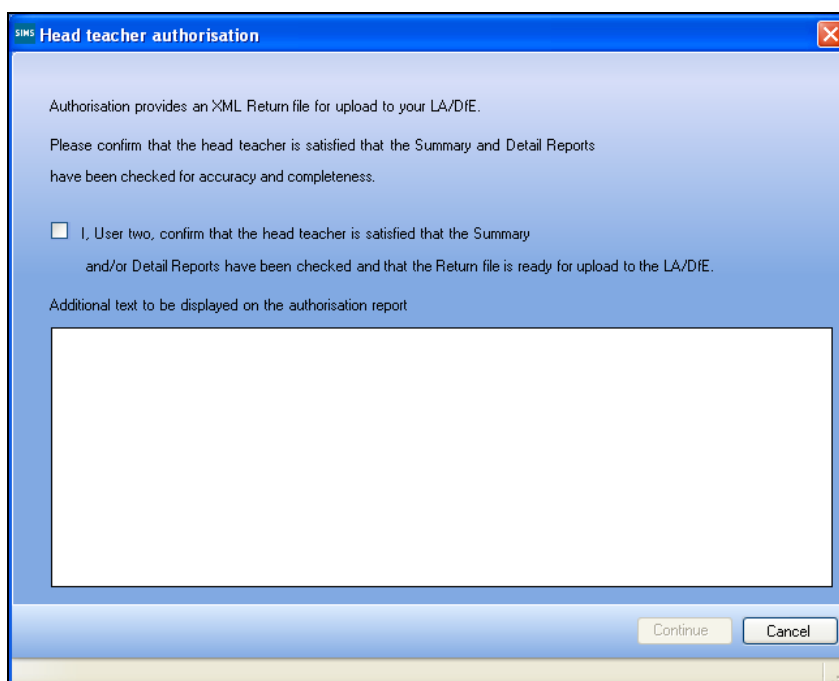 SIMS Head teacher authorisation
Authorisation provides an XML Return file for upload to your LA/DfE.
Please confirm that the head teacher is satisfied that the Summary and Detail Reports
have been checked for accuracy and completeness.
I, User two, confirm that the head teacher is satisfied that the Summary
and/or Detail Reports have been checked and that the Return file is ready for upload to the LA/DfE.
Additional text to be displayed on the authorisation report
Continue Cancel